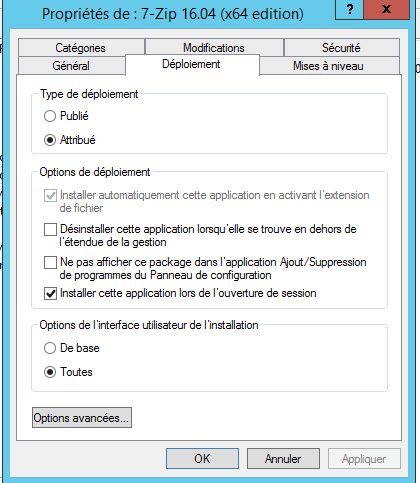 Propriétés de : 7-Zip 16.04 (x64 edition)
?
Catégories
Modifications
Sécurité
Général
Déploiement
Mises à niveau
Type de déploiement
Publié
Attribué
Options de déploiement
Installer automatiquement cette application en activant l'extension
de fichier
Désinstaller cette application lorsqu'elle se trouve en dehors de
l'étendue de la gestion
Ne pas afficher ce package dans l'application Ajout/Suppression
de programmes du Panneau de configuration
Installer cette application lors de l'ouverture de session
Options de l'interface utilisateur de l'installation
De base
Toutes
Options avancées...
OK
Annuler
Appliquer